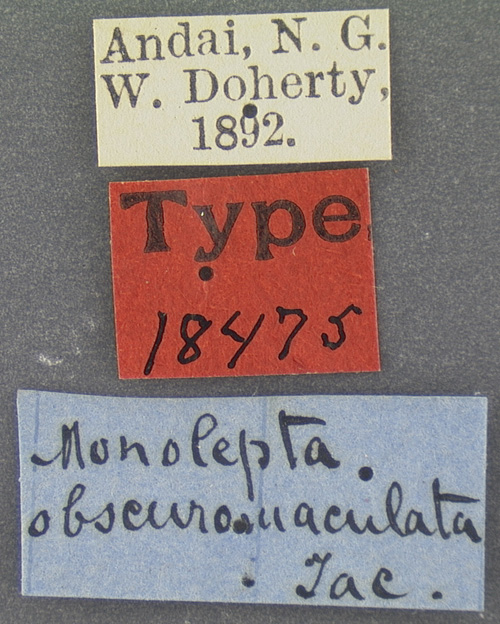 Andai, N. G.
W. Doherty,
1892.
Type
18475
Monolepta
obscuromaculata
Jac.